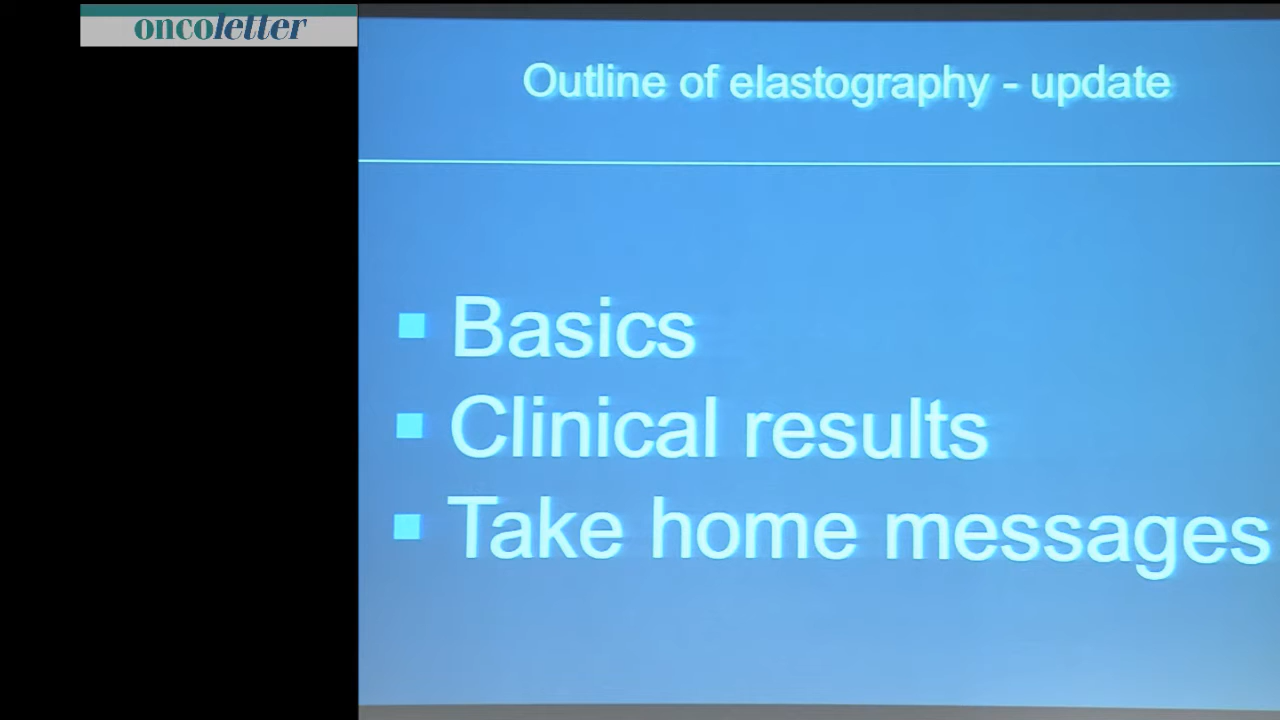 oncoletter
Outline of elastography - update
Basics
Clinical results
Take home messages